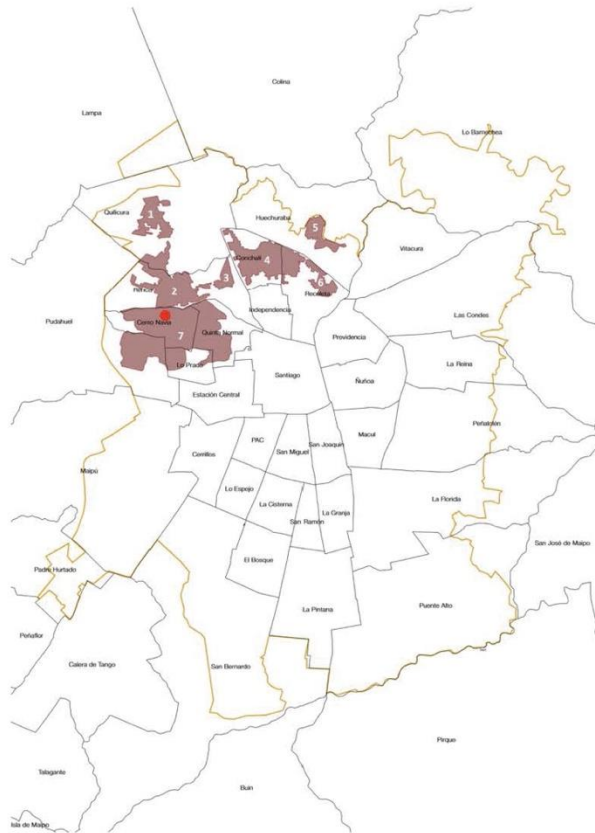 Colina
Lampa
Lo Barnechea
Quilicura
1
Huechuraba
5
Vitacura
Conchalí
4
3
2
Renca
6
Recoleta
Pudahuel
Cerro Navia
7
Quinta Normal
Independencia
Las Condes
Providencia
Lo Prado
La Reina
Santiago
Ñuñoa
Estación Central
Peñalolén
PAC
San Joaquín
Macul
Cerrillos
San Miguel
Maipú
Lo Espejo
La Cisterna
La Granja
San Ramón
La Florida
San José de Maipo
El Bosque
Padre Hurtado
La Pintana
Puente Alto
Peñaflor
Calera de Tango
San Bernardo
Pirque
Talagante
Buin
Isla de Maipo